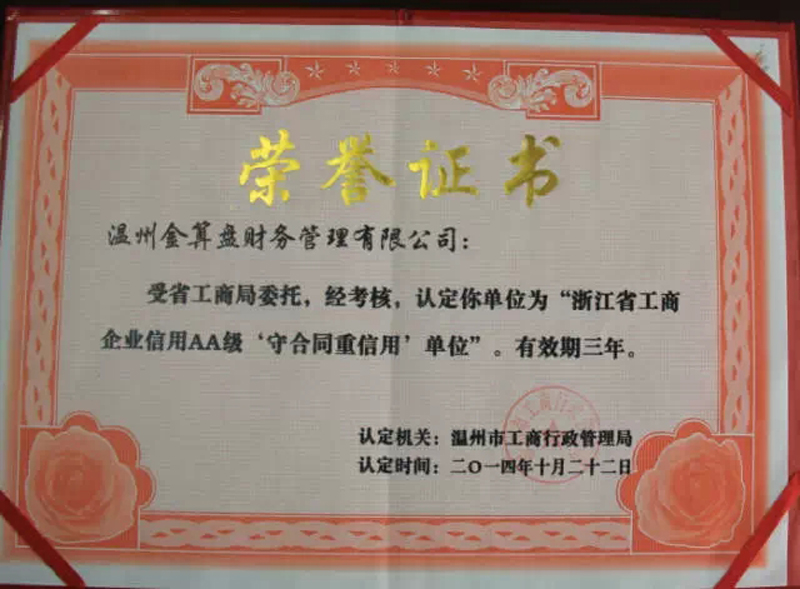 荣誉证书
温州金算盘财务管理有限公司：
受省工商局委托，经考核，认定你单位为“浙江省工商
企业信用AA级‘守合同重信用’单位”。有效期三年。
认定机关：温州市工商行政管理局
认定时间：二〇一四年十月二十二日